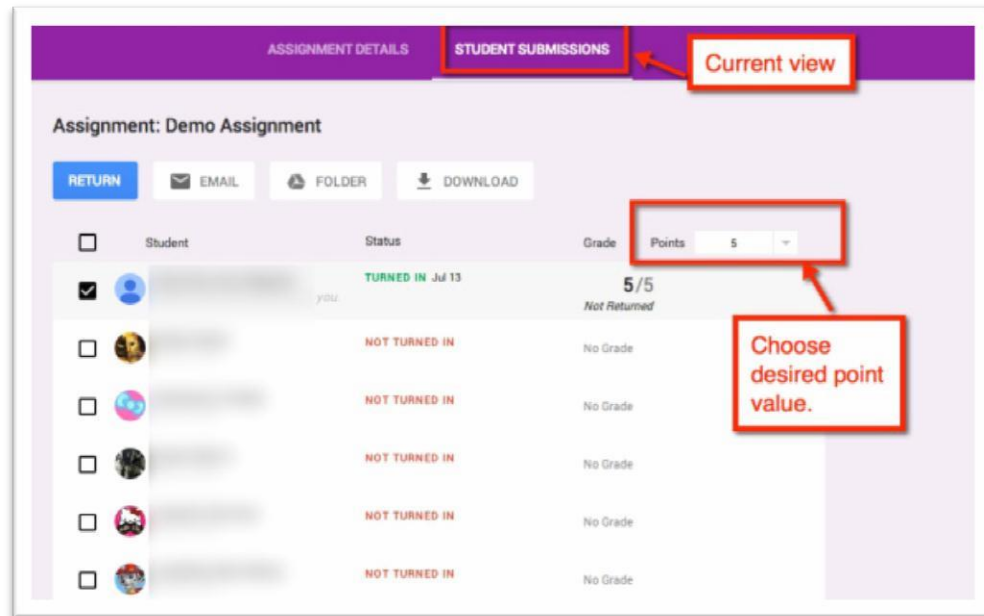 ASSIGNMENT DETAILS STUDENT SUBMISSIONS
Current view
Assignment: Demo Assignment
RETURN EMAIL FOLDER DOWNLOAD
Student Status Grade Points 5
TURNED IN Jul 13 5/5
you Not Returned
NOT TURNED IN No Grade
Choose
desired point
value.
NOT TURNED IN No Grade
NOT TURNED IN No Grade
NOT TURNED IN No Grade
NOT TURNED IN No Grade